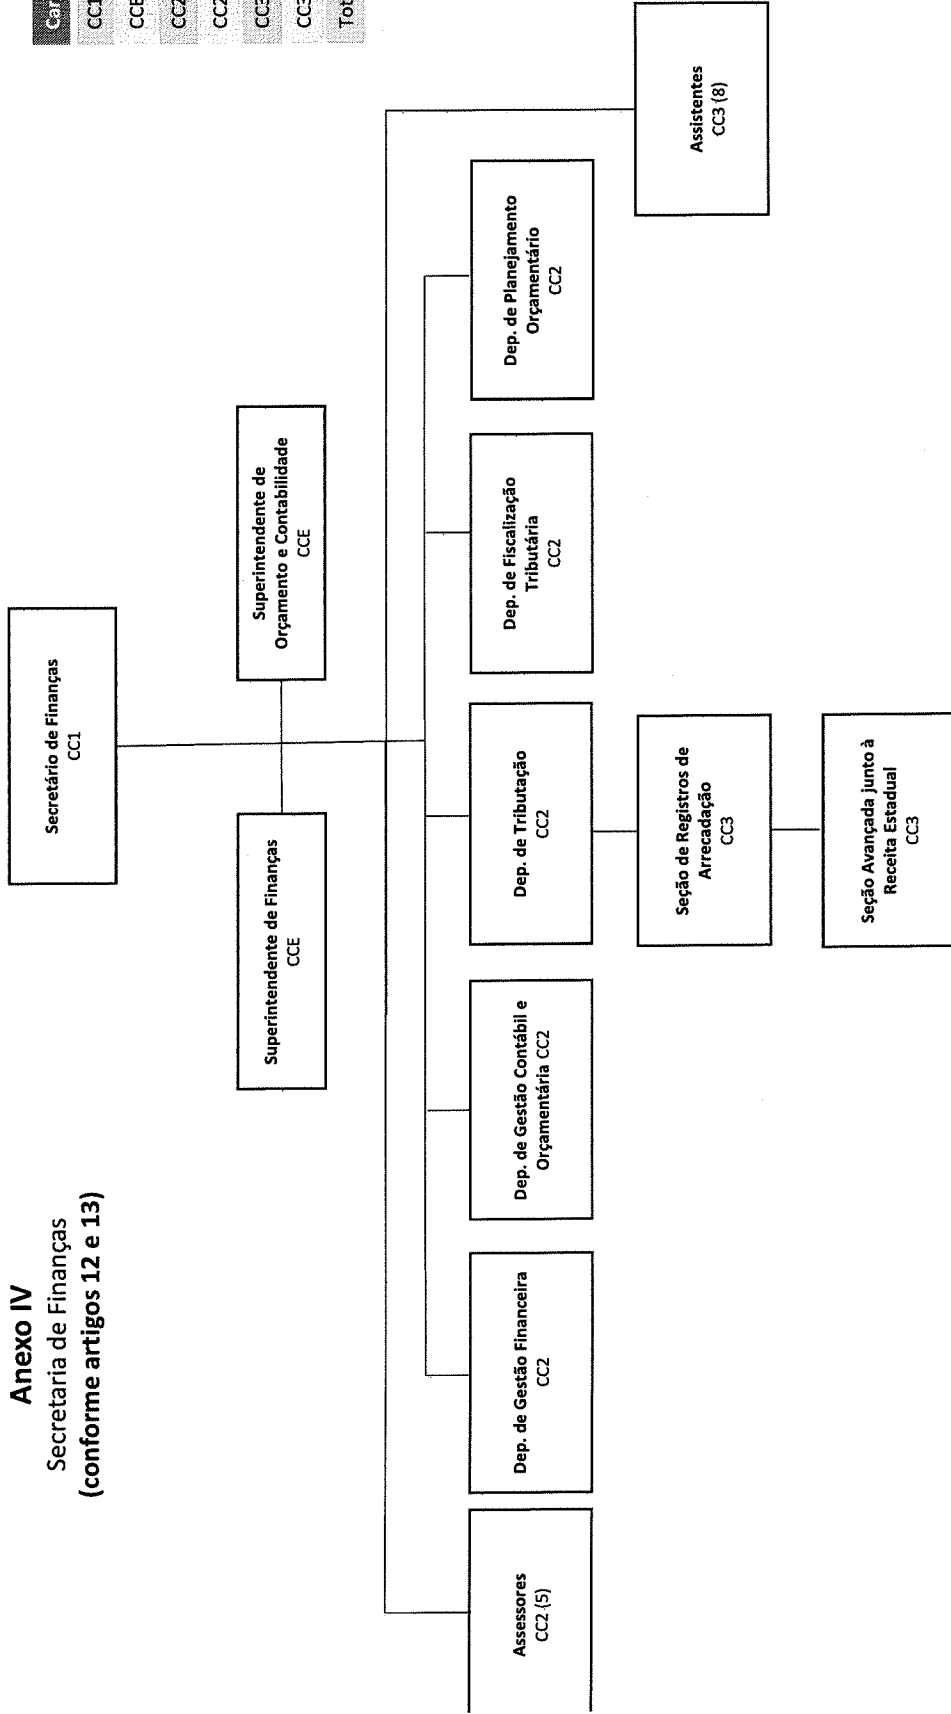 Anexo IV
Secretaria de Finanças
(conforme artigos 12 e 13)
CC1
CC2
CC2
Secretário de Finanças
CC1
Superintendente de Finanças
CCE
Superintendente de
Orçamento e Contabilidade
CCE
Assessores
CC2 (5)
Dep. de Gestão Financeira
CC2
Dep. de Gestão Contábil e
Orçamentária CC2
Dep. de Tributação
CC2
Dep. de Fiscalização
Tributária
CC2
Dep. de Planejamento
Orçamentário
CC2
Seção de Registros de
Arrecadação
CC3
Assistentes
CC3 (8)
Seção Avançada junto à
Receita Estadual
CC3